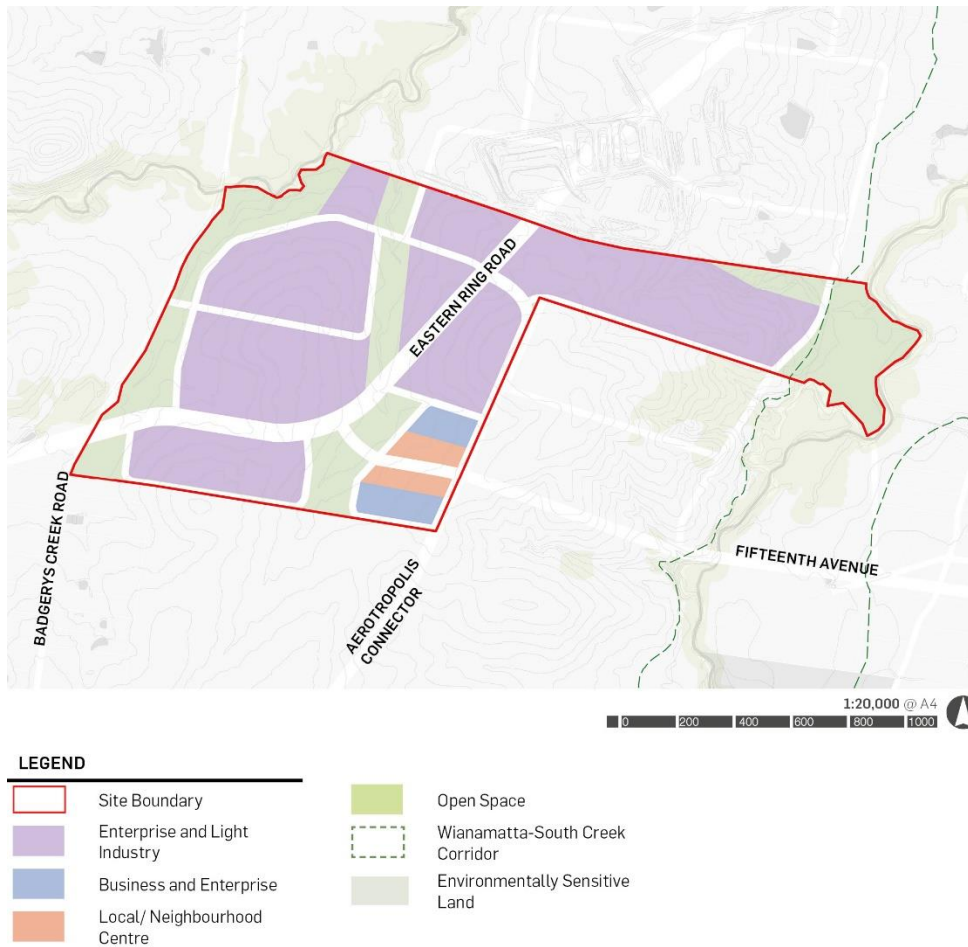 EASTERN RING ROAD
BADGERYS CREEK ROAD
AEROTROPOLIS
CONNECTOR
FIFTEENTH AVENUE
1:20,000 @ A4
0 200 400 600 800 1000
LEGEND
Site Boundary
Enterprise and Light
Industry
Business and Enterprise
Local/ Neighbourhood
Centre
Open Space
Wianamatta-South Creek
Corridor
Environmentally Sensitive
Land